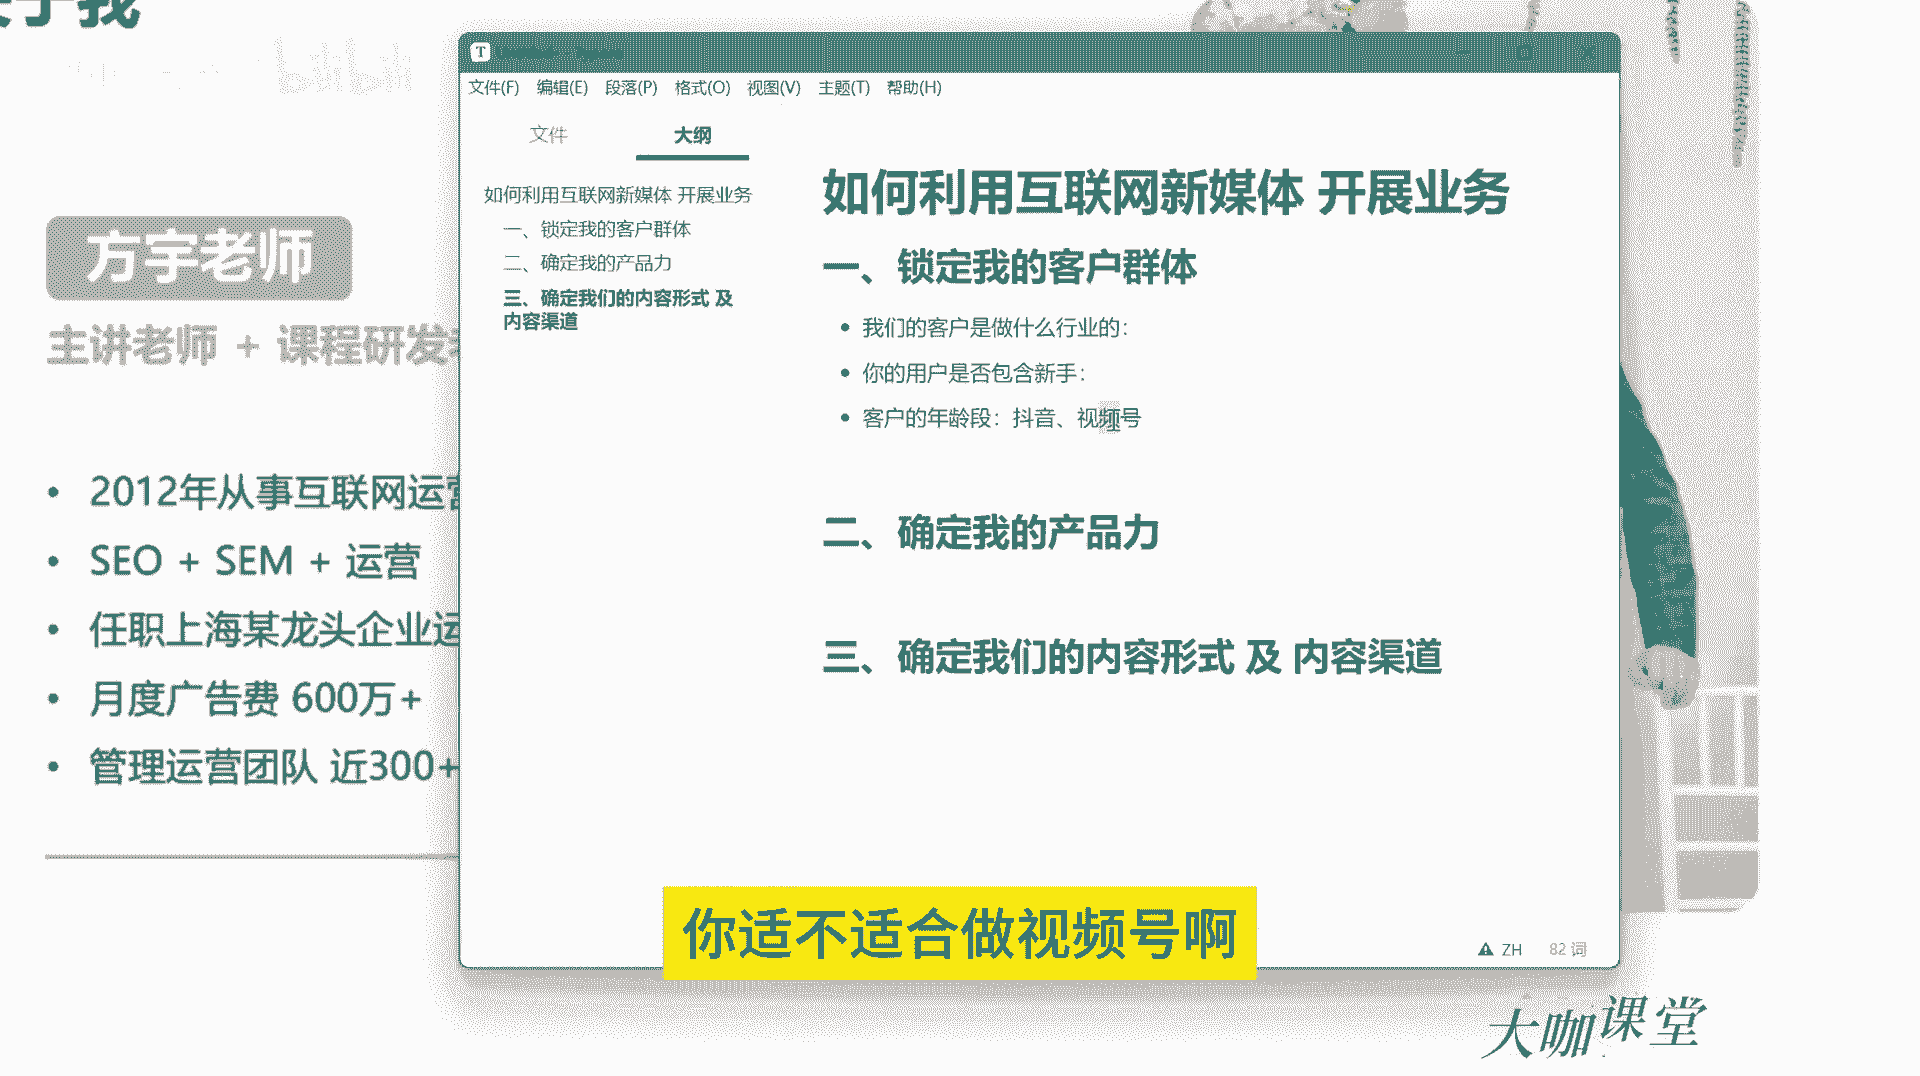 关于我
bilibili
方宇老师
主讲老师 + 课程研发
2012年从事互联网运营
SEO + SEM + 运营
任职上海某龙头企业运
月度广告费 600万+
管理运营团队 近300+
T
文件(F) 编辑(E) 段落(P) 格式(O) 视图(V) 主题(T) 帮助(H)
文件 大纲
如何利用互联网新媒体 开展业务
一、锁定我的客户群体
二、确定我的产品力
三、确定我们的内容形式 及
内容渠道
如何利用互联网新媒体 开展业务
一、锁定我的客户群体
我们的客户是做什么行业的：
你的用户是否包含新手：
客户的年龄段：抖音、视频号
二、确定我的产品力
三、确定我们的内容形式 及 内容渠道
ZH 82 词
你适不适合做视频号啊
大咖课堂